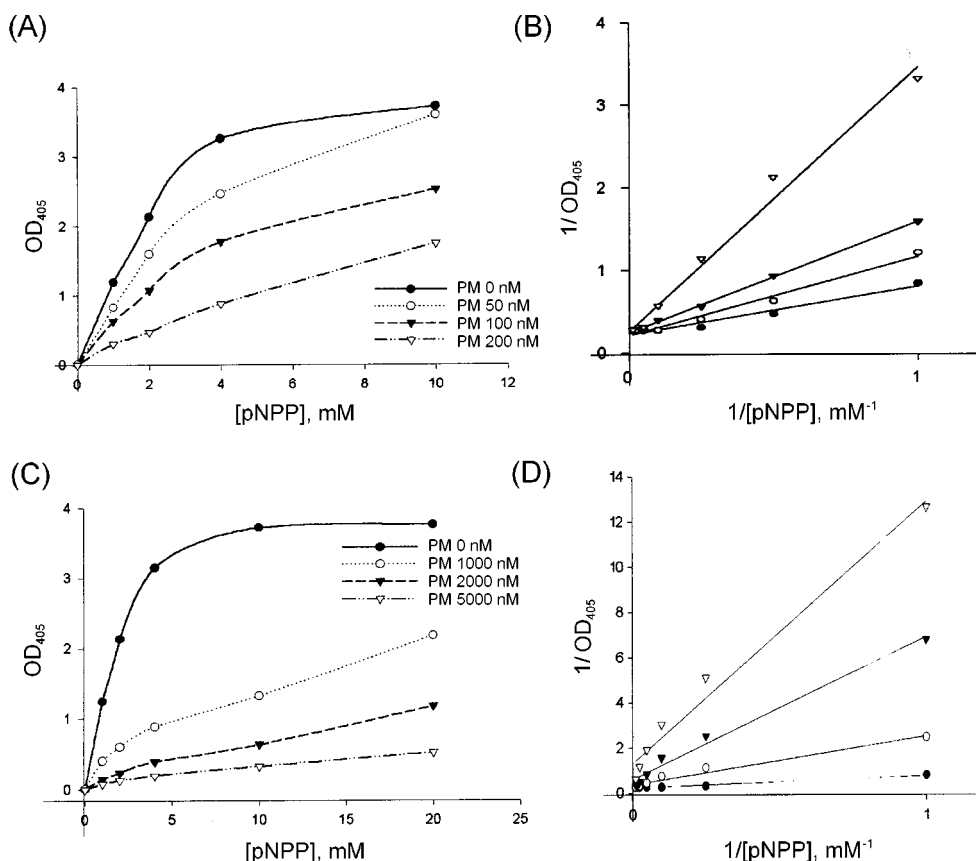 (A)
OD405
4
3
2
1
0
PM 0 nM
PM 50 nM
PM 100 nM
PM 200 nM
0 2 4 6 8 10 12
[pNPP], mM
(B)
1/ OD405
4
3
2
1
0
0 1
1/[pNPP], mM-1
(C)
OD405
4
3
2
1
0
PM 0 nM
PM 1000 nM
PM 2000 nM
PM 5000 nM
0 5 10 15 20 25
[pNPP], mM
(D)
1/ OD405
14
12
10
8
6
4
2
0
0 1
1/[pNPP], mM-1